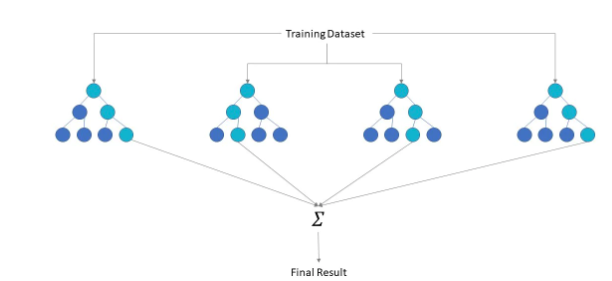 Training Dataset
Σ
Final Result